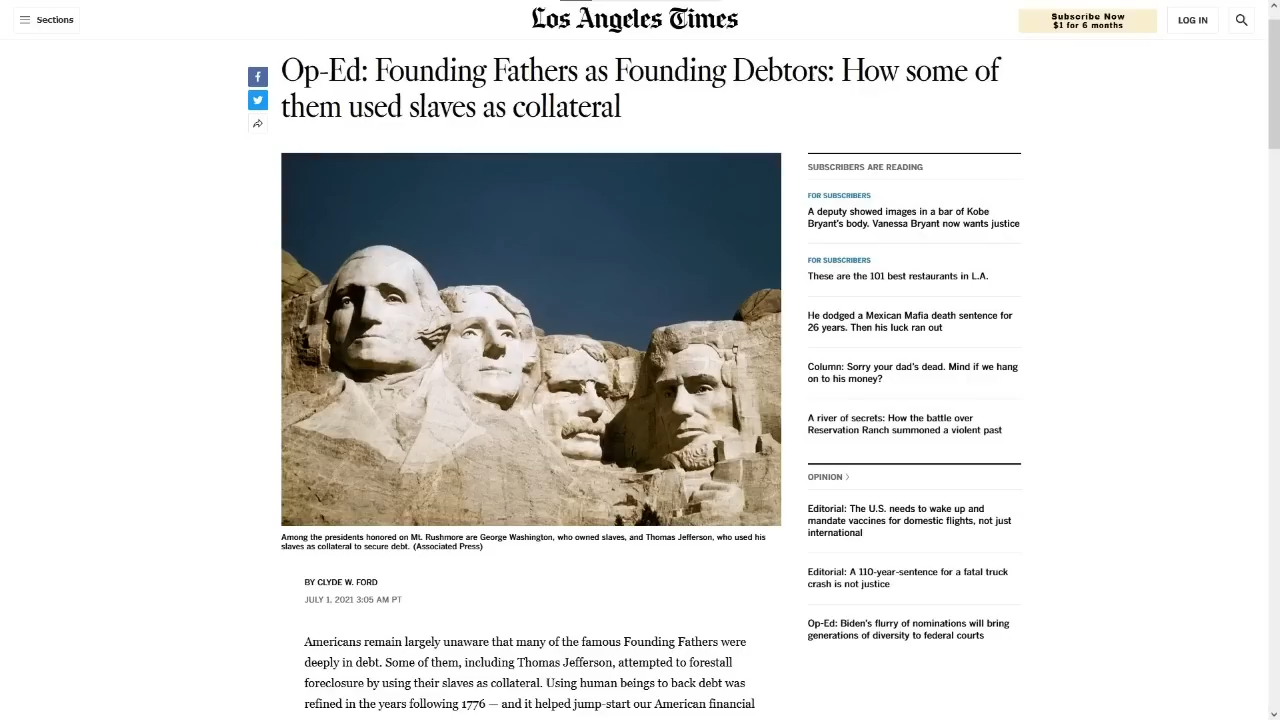 Sections
Los Angeles Times
Subscribe Now
$1 for 6 months
LOG IN
Op-Ed: Founding Fathers as Founding Debtors: How some of
them used slaves as collateral
Among the presidents honored on Mt. Rushmore are George Washington, who owned slaves, and Thomas Jefferson, who used his
slaves as collateral to secure debt. (Associated Press)
BY CLYDE W. FORD
JULY 1, 2021 3:05 AM PT
Americans remain largely unaware that many of the famous Founding Fathers were
deeply in debt. Some of them, including Thomas Jefferson, attempted to forestall
foreclosure by using their slaves as collateral. Using human beings to back debt was
refined in the years following 1776 — and it helped jump-start our American financial
SUBSCRIBERS ARE READING
FOR SUBSCRIBERS
A deputy showed images in a bar of Kobe
Bryant's body. Vanessa Bryant now wants justice
FOR SUBSCRIBERS
These are the 101 best restaurants in L.A.
He dodged a Mexican Mafia death sentence for
26 years. Then his luck ran out
Column: Sorry your dad's dead. Mind if we hang
on to his money?
A river of secrets: How the battle over
Reservation Ranch summoned a violent past
OPINION
Editorial: The U.S. needs to wake up and
mandate vaccines for domestic flights, not just
international
Editorial: A 110-year-sentence for a fatal truck
crash is not justice
Op-Ed: Biden's flurry of nominations will bring
generations of diversity to federal courts